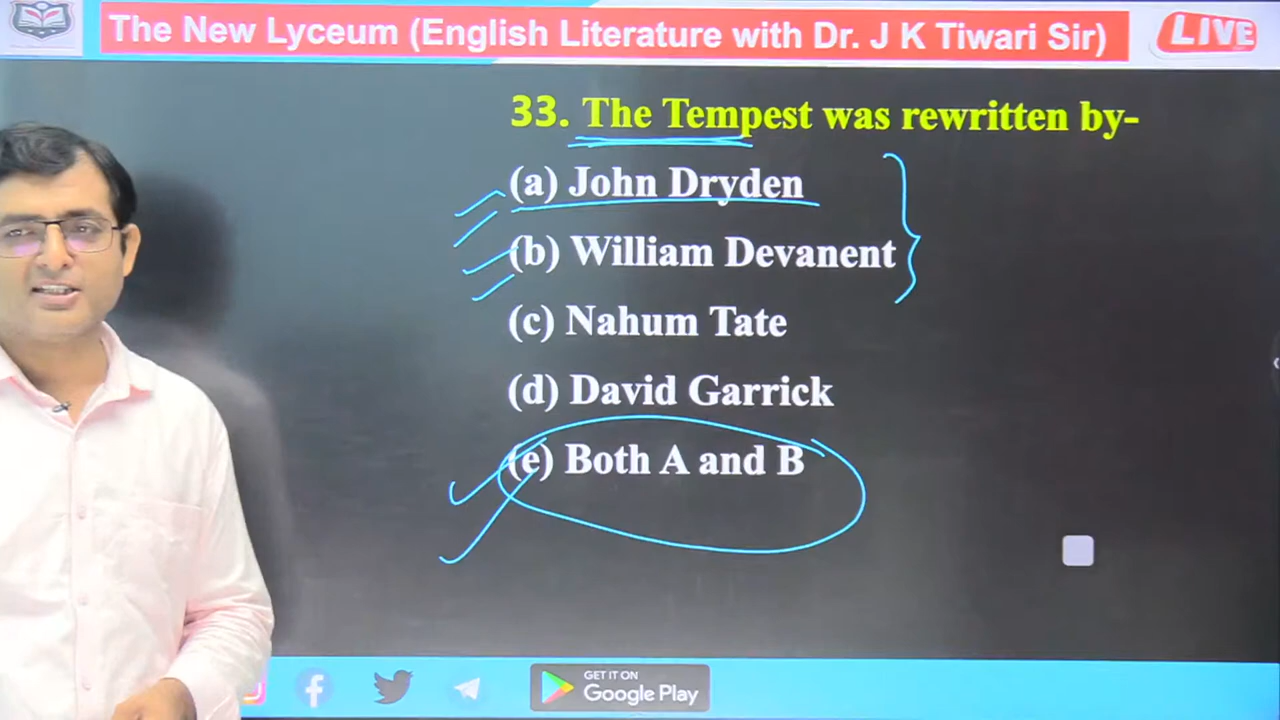 The New Lyceum (English Literature with Dr. J K Tiwari Sir)
LIVE
33. The Tempest was rewritten by-
(a) John Dryden
(b) William Devanent
(c) Nahum Tate
(d) David Garrick
(e) Both A and B
GET IT ON
Google Play